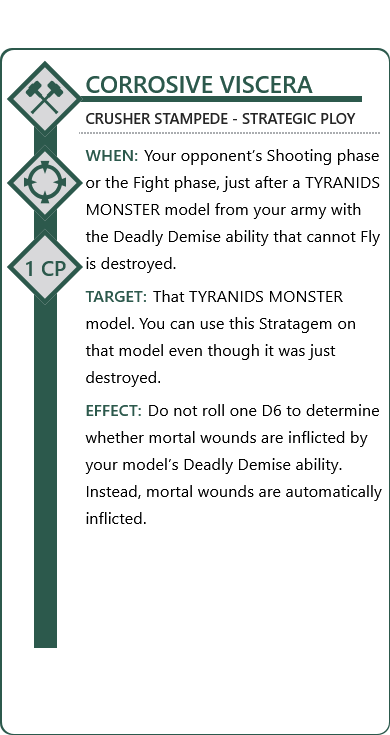 CORROSIVE VISCERA
CRUSHER STAMPEDE - STRATEGIC PLOY
WHEN: Your opponent’s Shooting phase
or the Fight phase, just after a TYRANIDS
MONSTER model from your army with
the Deadly Demise ability that cannot Fly
is destroyed.
1 CP
TARGET: That TYRANIDS MONSTER
model. You can use this Stratagem on
that model even though it was just
destroyed.
EFFECT: Do not roll one D6 to determine
whether mortal wounds are inflicted by
your model’s Deadly Demise ability.
Instead, mortal wounds are automatically
inflicted.